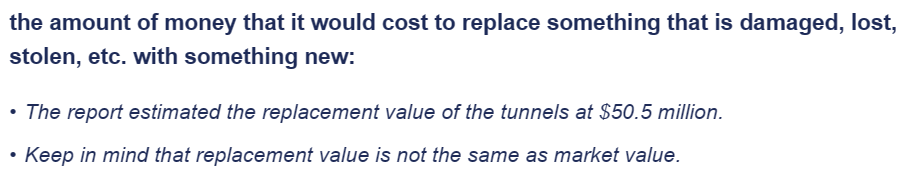 the amount of money that it would cost to replace something that is damaged, lost,
stolen, etc. with something new:
• The report estimated the replacement value of the tunnels at $50.5 million.
• Keep in mind that replacement value is not the same as market value.